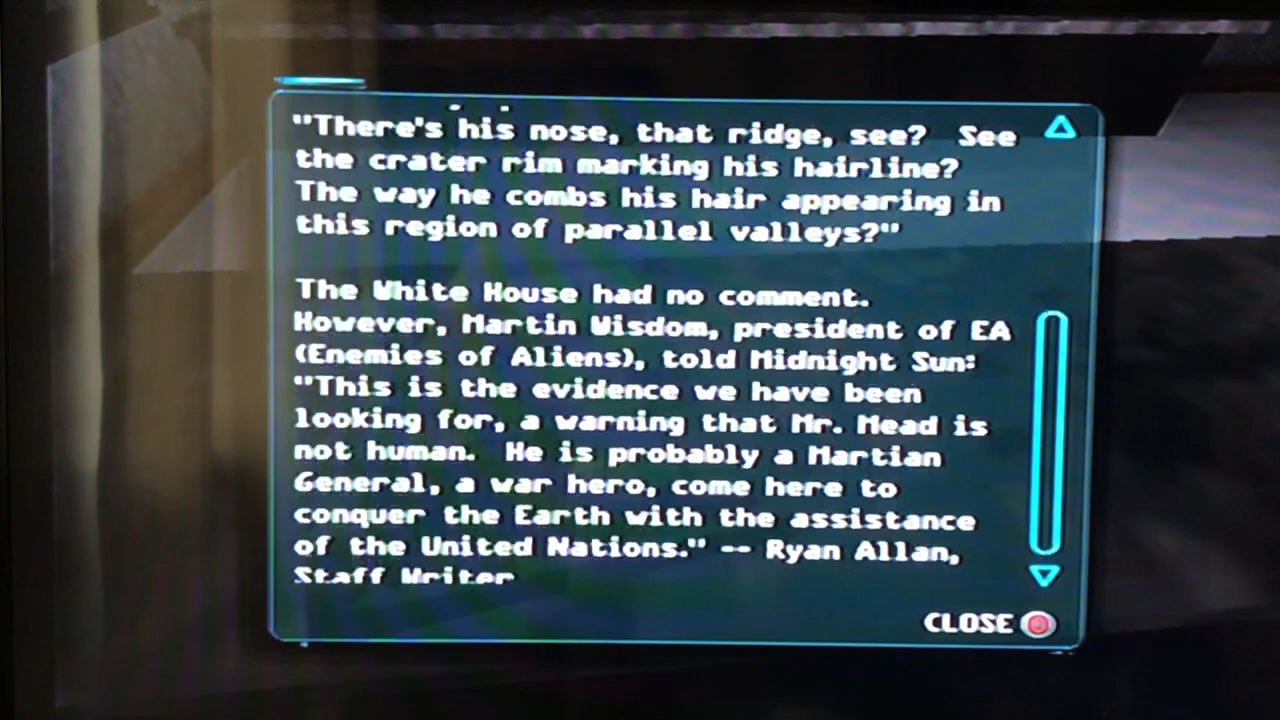 "There's his nose, that ridge, see?  See
the crater rim marking his hairline?
The way he combs his hair appearing in
this region of parallel valleys?"
The White House had no comment.
However, Martin Wisdom, president of EA
(Enemies of Aliens), told Midnight Sun:
"This is the evidence we have been
looking for, a warning that Mr. Mead is
not human.  He is probably a Martian
General, a war hero, come here to
conquer the Earth with the assistance
of the United Nations." -- Ryan Allan,
Staff Writer
CLOSE